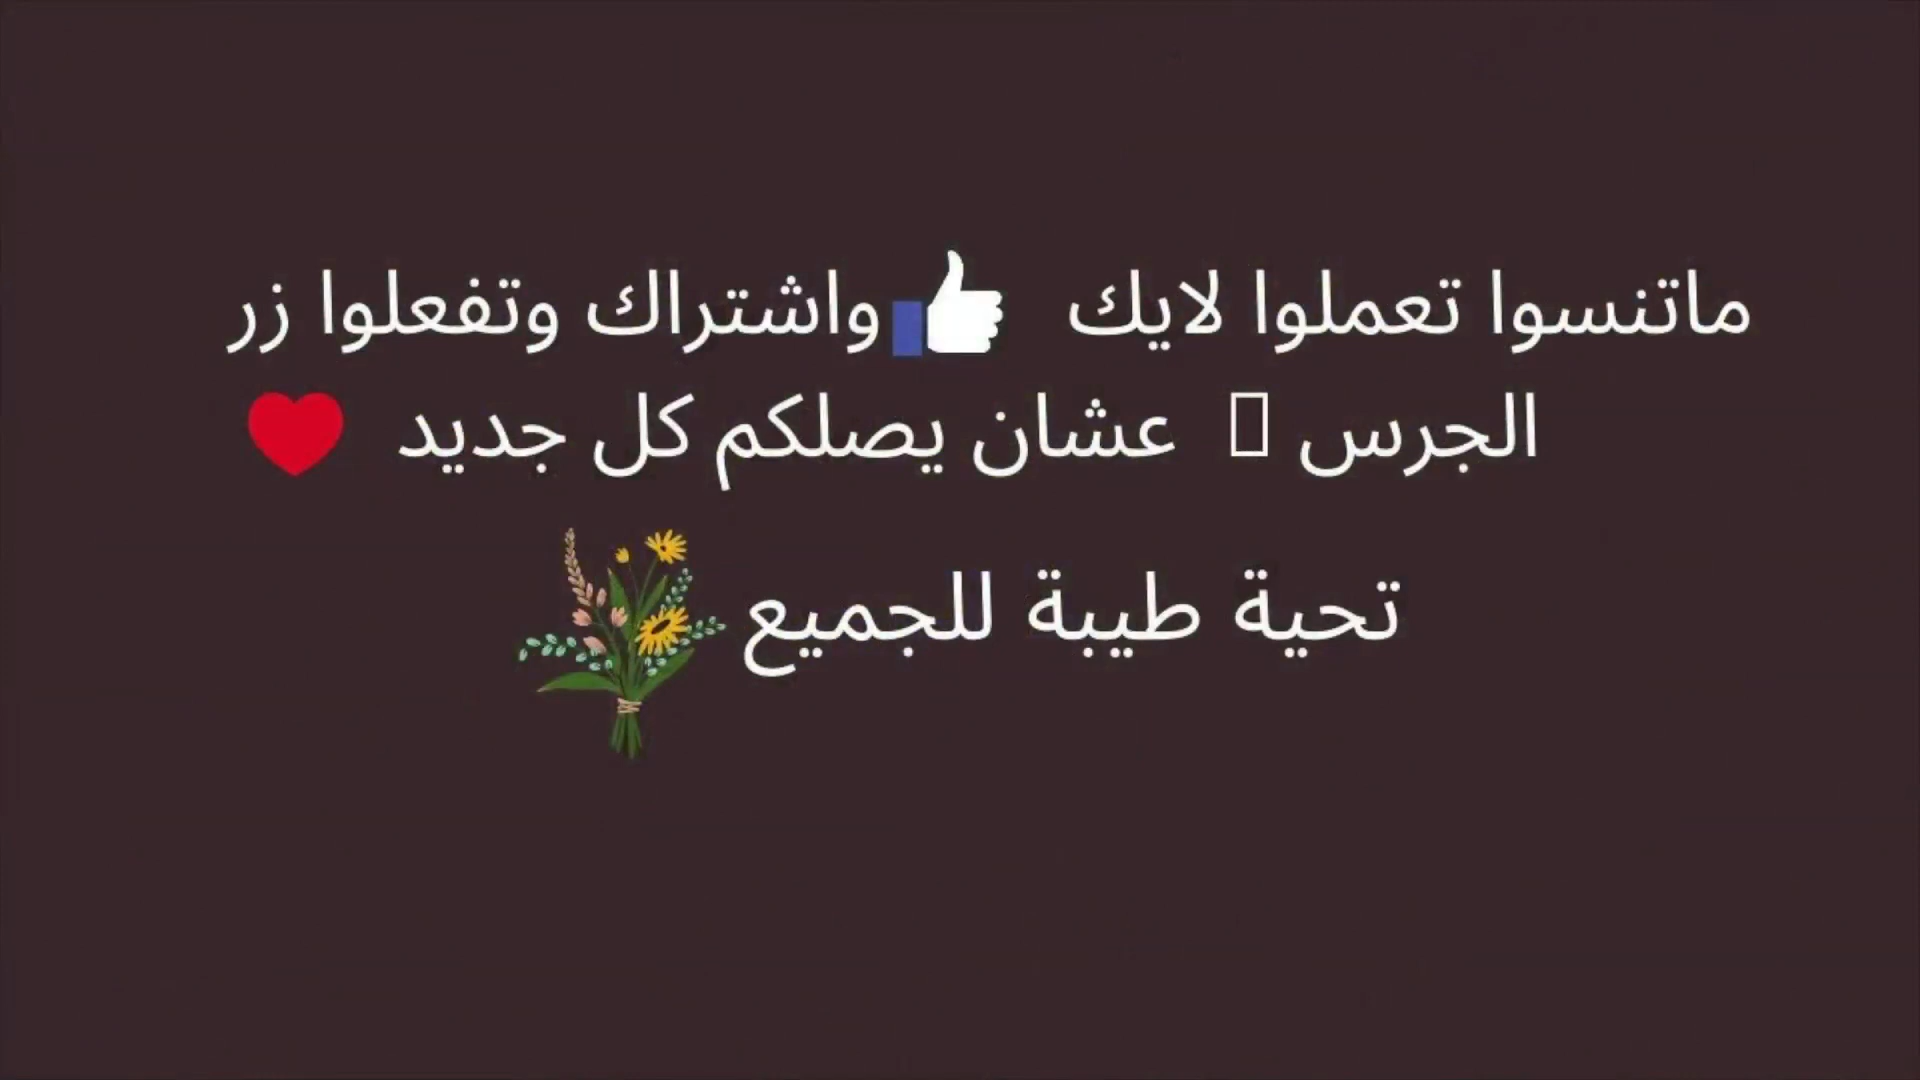 ماتنسوا تعملوا لايك 👍 واشتراك وتفعلوا زر
الجرس ▯ عشان يصلكم كل جديد ❤
تحية طيبة للجميع